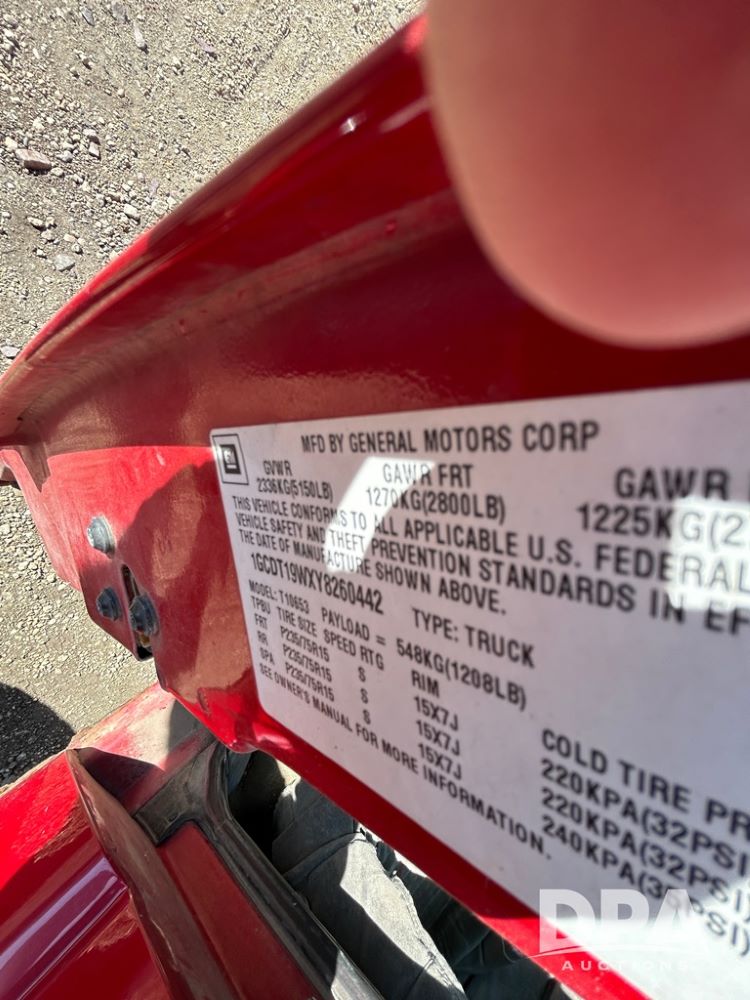 MFD BY GENERAL MOTORS CORP
GM
GVWR GAWR FRT GAWR
2336KG(5150LB) 1270KG(2800LB) 1225KG(2
THIS VEHICLE CONFORMS TO ALL APPLICABLE U.S. FEDERAL
VEHICLE SAFETY AND THEFT PREVENTION STANDARDS IN EF
THE DATE OF MANUFACTURE SHOWN ABOVE.
1GCDT19WXY8260442 TYPE: TRUCK
MODEL: T10653 PAYLOAD = 548KG(1208LB)
TPBU TIRE SIZE SPEED RTG RIM COLD TIRE PR
FRT P235/75R15 S 15X7J 220KPA(32PSI)
RR P235/75R15 S 15X7J 220KPA(32PSI)
SPA P235/75R15 S 15X7J 240KPA(35PSI)
SEE OWNER'S MANUAL FOR MORE INFORMATION.
DPA
AUCTIONS